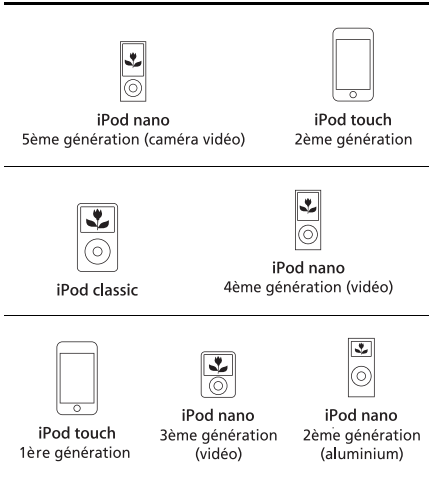 iPod nano
5ème génération (caméra vidéo)
iPod touch
2ème génération
iPod classic
iPod nano
4ème génération (vidéo)
iPod touch
1ère génération
iPod nano
3ème génération
(vidéo)
iPod nano
2ème génération
(aluminium)